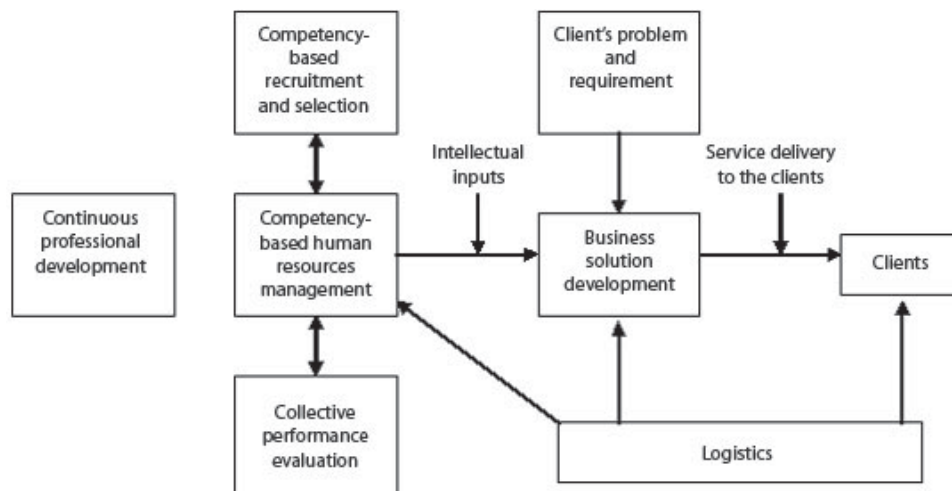 Competency-
based
recruitment
and selection
Client's problem
and
requirement
Intellectual
inputs
Service delivery
to the clients
Continuous
professional
development
Competency-
based human
resources
management
Business
solution
development
Clients
Collective
performance
evaluation
Logistics